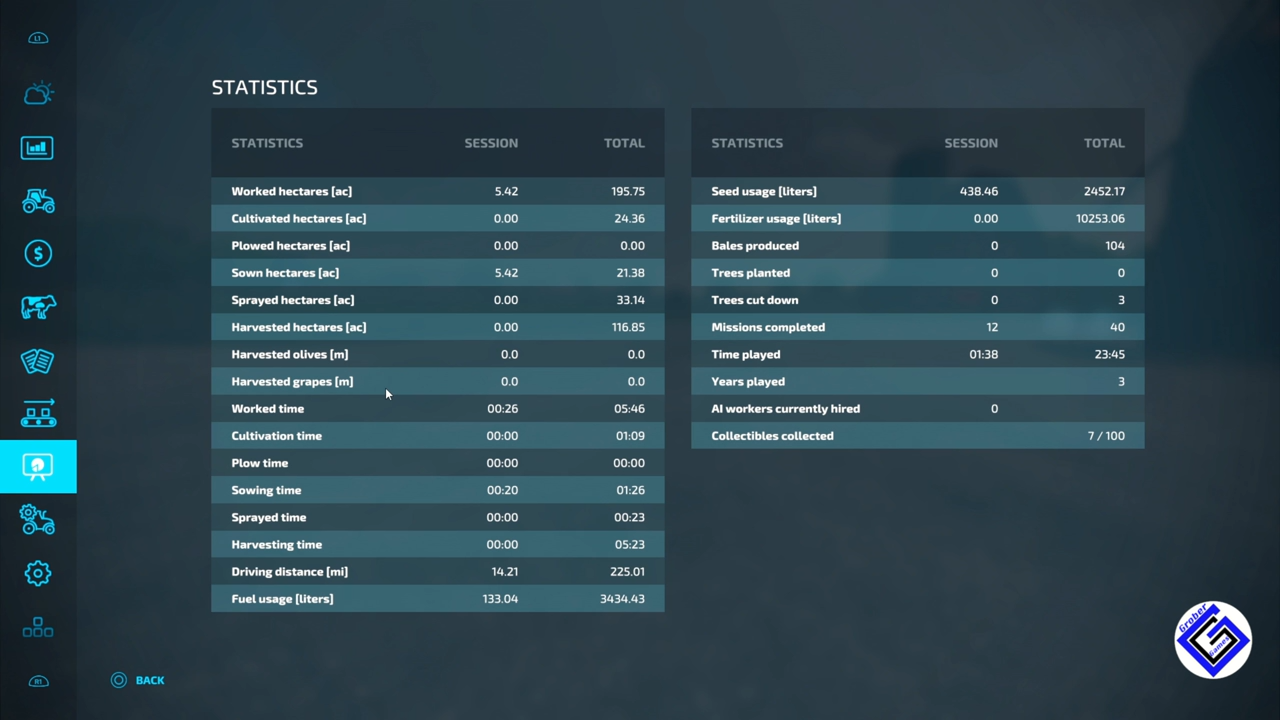 L1
STATISTICS
STATISTICS SESSION TOTAL
Worked hectares [ac] 5.42 195.75
Cultivated hectares [ac] 0.00 24.36
Plowed hectares [ac] 0.00 0.00
Sown hectares [ac] 5.42 21.38
Sprayed hectares [ac] 0.00 33.14
Harvested hectares [ac] 0.00 116.85
Harvested olives [m] 0.0 0.0
Harvested grapes [m] 0.0 0.0
Worked time 00:26 05:46
Cultivation time 00:00 01:09
Plow time 00:00 00:00
Sowing time 00:20 01:26
Sprayed time 00:00 00:23
Harvesting time 00:00 05:23
Driving distance [mi] 14.21 225.01
Fuel usage [liters] 133.04 3434.43
STATISTICS SESSION TOTAL
Seed usage [liters] 438.46 2452.17
Fertilizer usage [liters] 0.00 10253.06
Bales produced 0 104
Trees planted 0 0
Trees cut down 0 3
Missions completed 12 40
Time played 01:38 23:45
Years played 3
AI workers currently hired 0
Collectibles collected 7 / 100
$
R1
BACK
Grober
Games